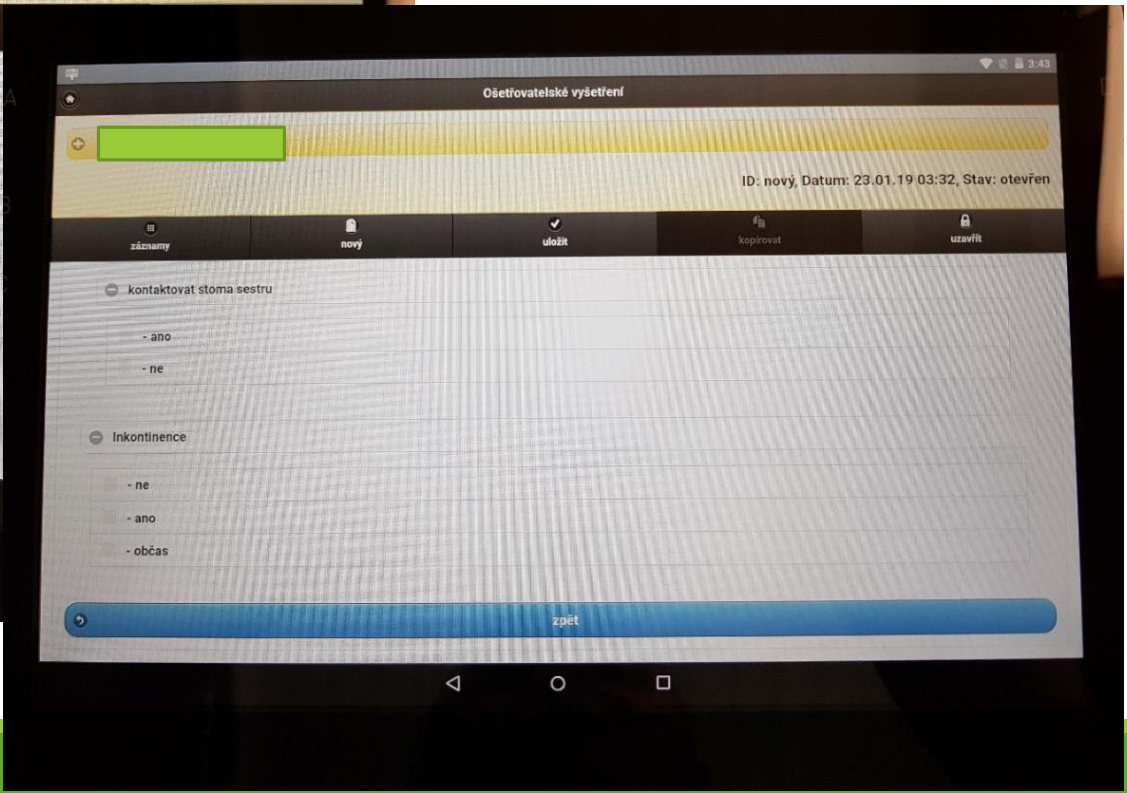 3:43
Ošetřovatelské vyšetření
ID: nový, Datum: 23.01.19 03:32, Stav: otevřen
záznamy nový uložit kopírovat uzavřít
kontaktovat stoma sestru
- ano
- ne
Inkontinence
- ne
- ano
- občas
zpět